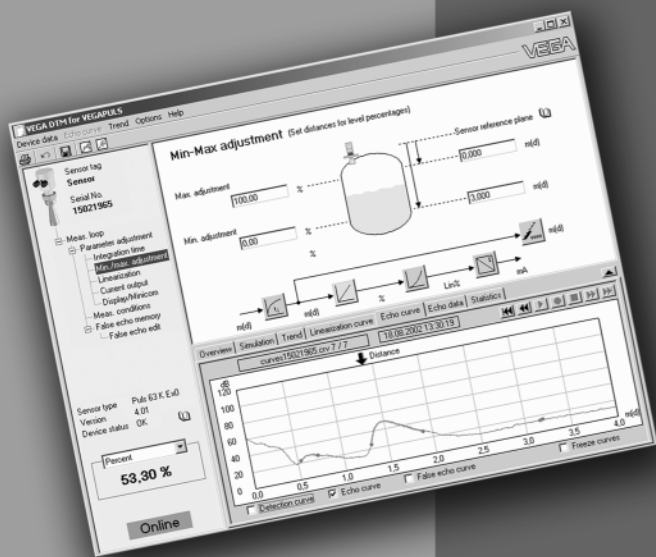 VEGA DTM for VEGAPULS
Device data Echo curve Trend Options Help
VEGA
Sensor tag
Sensor
Serial No.
15021965
Meas. loop
Parameter adjustment
Integration time
Min./max. adjustment
Linearization
Current output
Display/Minicom
Meas. conditions
False echo memory
False echo edit
Sensor type Puls 63 K Ex0
Version 4.01
Device status OK
Percent
53,30 %
Online
Min-Max adjustment (Set distances for level percentages)
Sensor reference plane
Max. adjustment 100,00 % 0,000 m(d)
Min. adjustment 0,00 % 3,000 m(d)
%
m(d) m(d) % Lin% mA m(d)
Overview Simulation Trend Linearization curve Echo curve Echo data Statistics
curves15021965.crv 7 / 7 18.08.2002 13:30:19
Distance
dB
120
100
80
60
40
20
0
0,0 0,5 1,0 1,5 2,0 2,5 3,0 3,5 4,0 m(d)
Detection curve Echo curve False echo curve Freeze curves